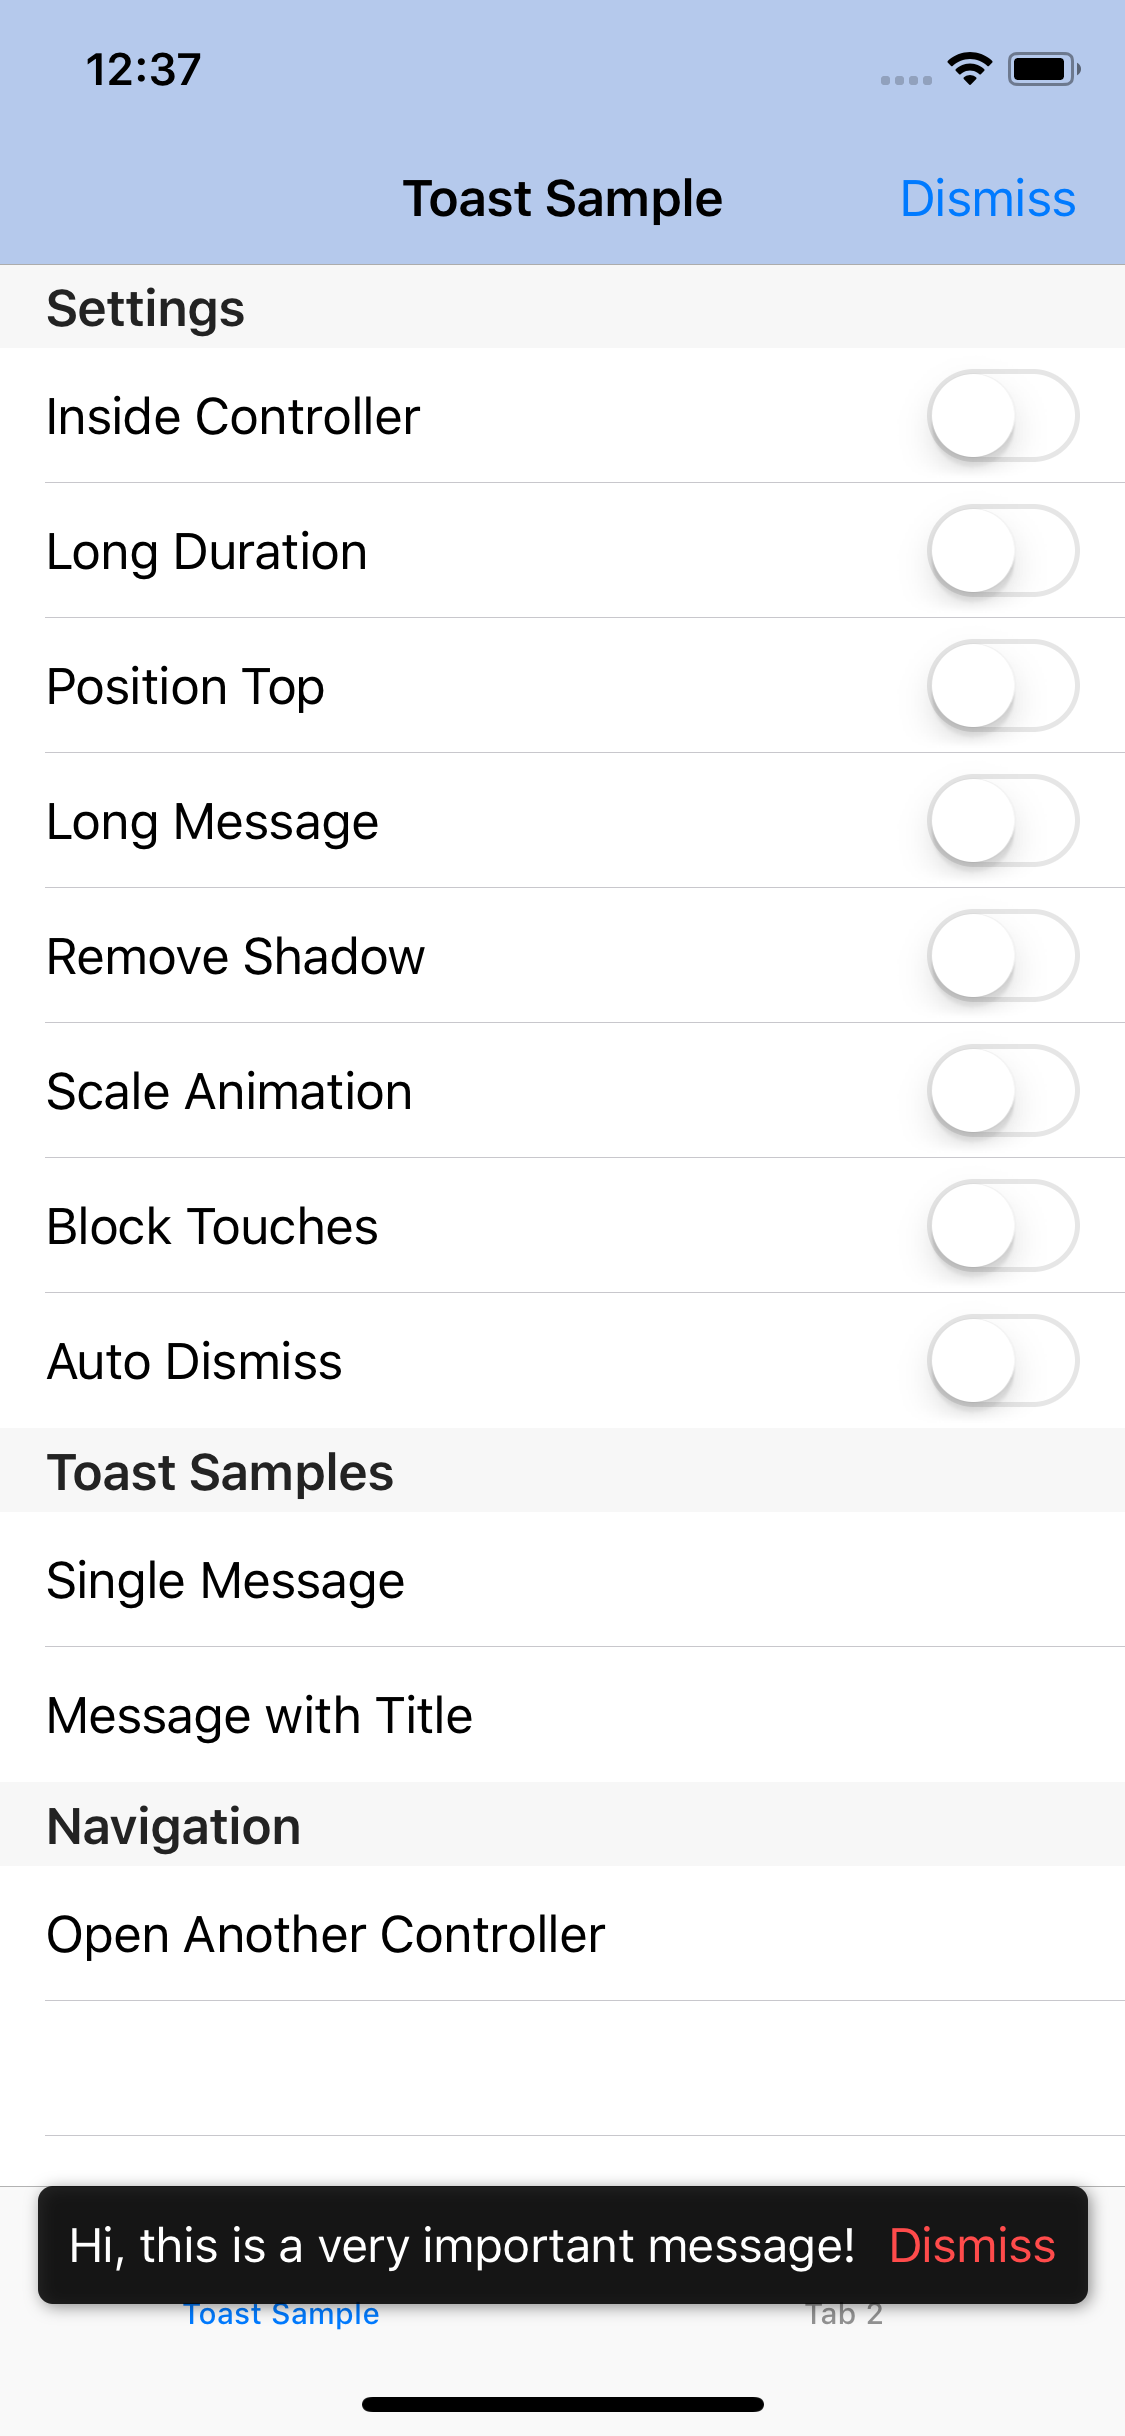 12:37
Toast Sample
Dismiss
Settings
Inside Controller
Long Duration
Position Top
Long Message
Remove Shadow
Scale Animation
Block Touches
Auto Dismiss
Toast Samples
Single Message
Message with Title
Navigation
Open Another Controller
Hi, this is a very important message! Dismiss
Toast Sample
Tab 2